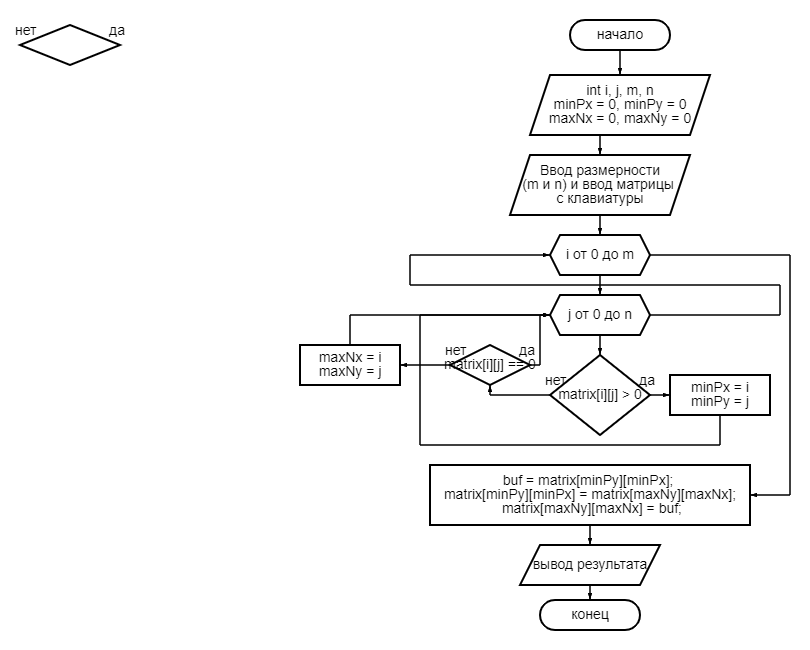 нет
да
начало
int i, j, m, n
minPx = 0, minPy = 0
maxNx = 0, maxNy = 0
Ввод размерности
(m и n) и ввод матрицы
с клавиатуры
i от 0 до m
j от 0 до n
maxNx = i
maxNy = j
нет
да
matrix[i][j] == 0
нет
да
matrix[i][j] > 0
minPx = i
minPy = j
buf = matrix[minPy][minPx];
matrix[minPy][minPx] = matrix[maxNy][maxNx];
matrix[maxNy][maxNx] = buf;
вывод результата
конец